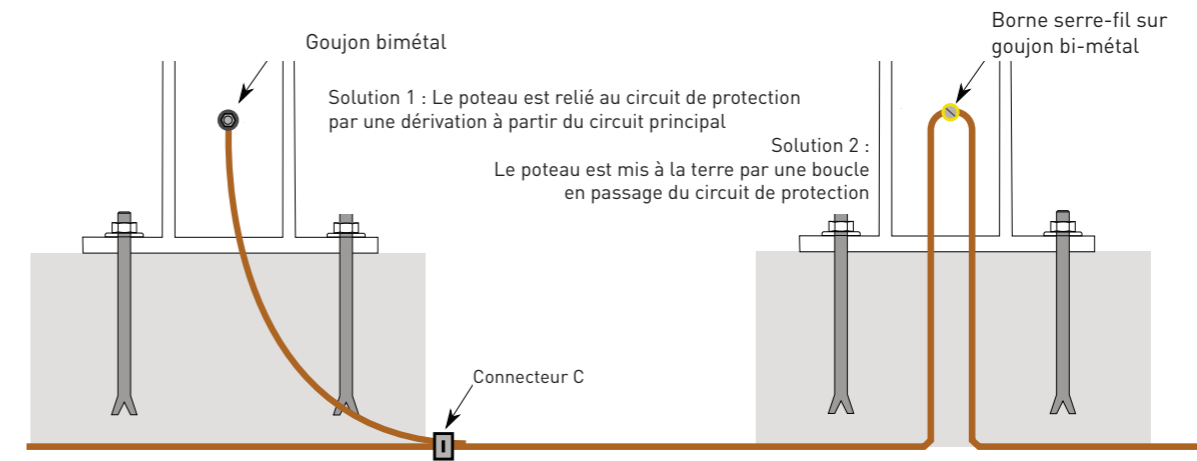 Goujon bimétal
Solution 1 : Le poteau est relié au circuit de protection
par une dérivation à partir du circuit principal
Borne serre-fil sur
goujon bi-métal
Solution 2 :
Le poteau est mis à la terre par une boucle
en passage du circuit de protection
Connecteur C